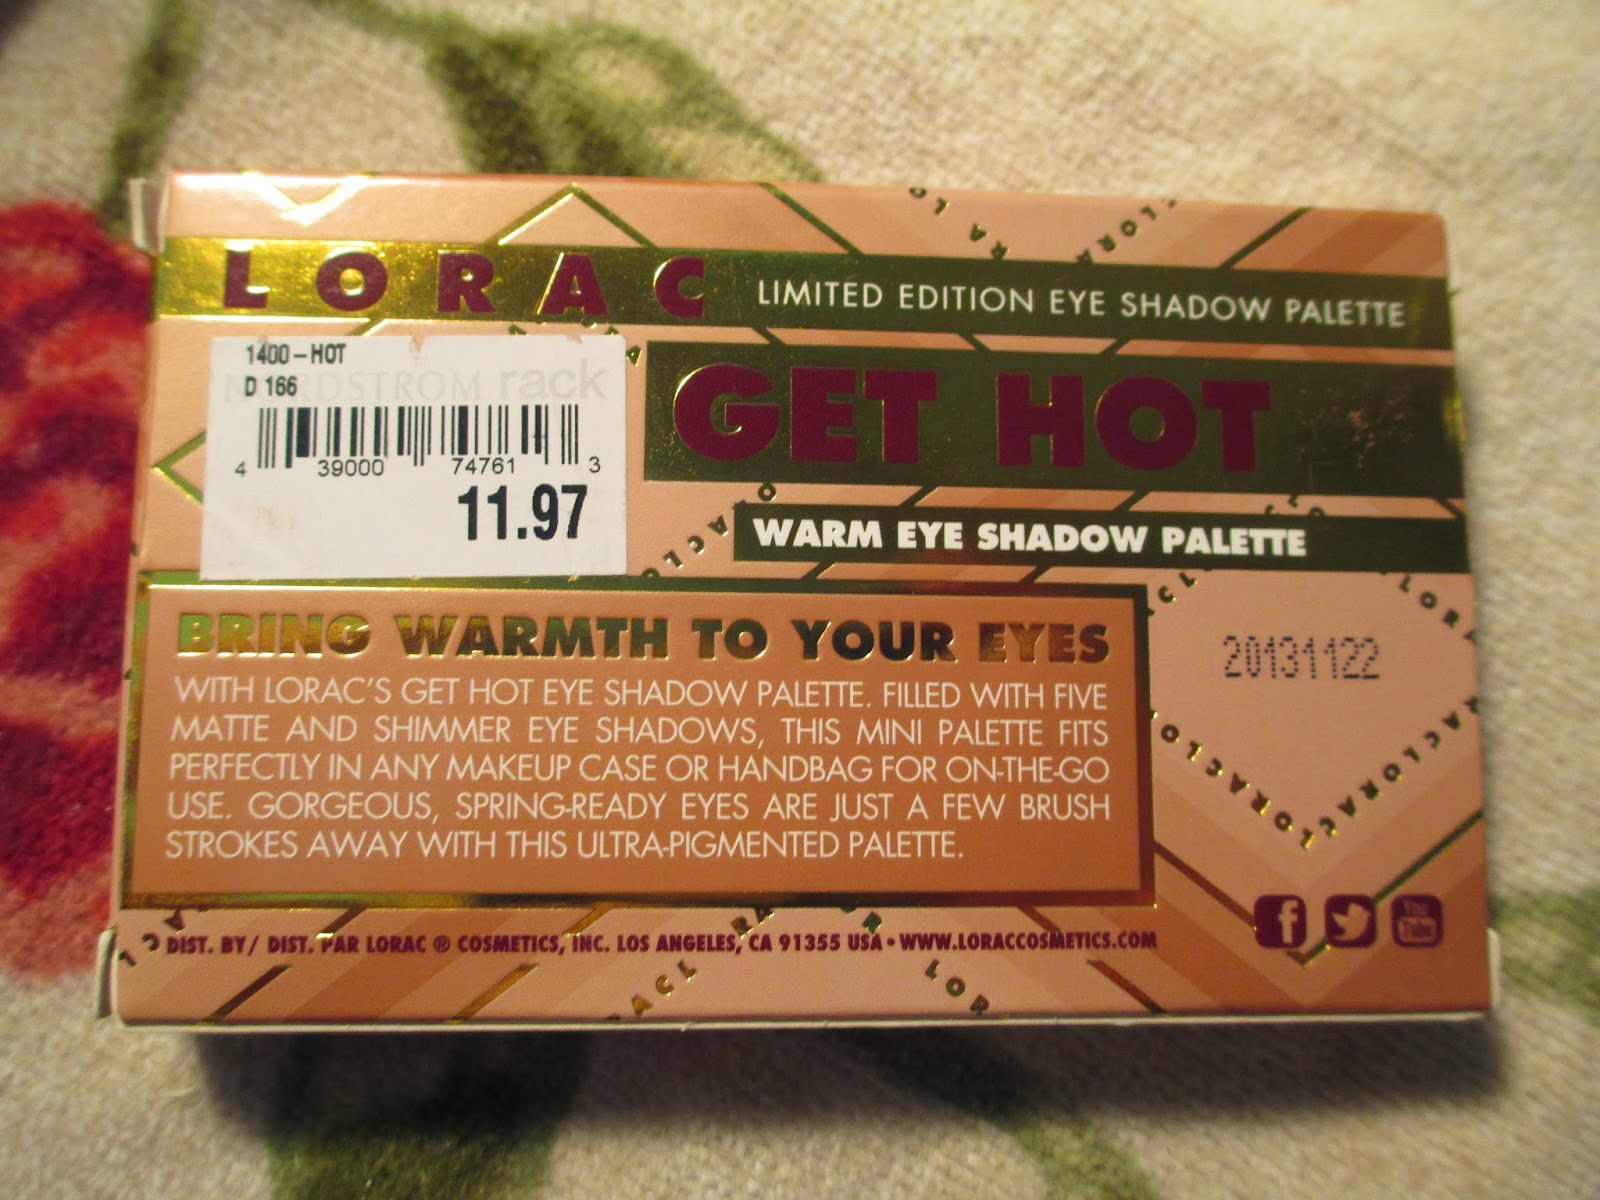 LORAC LIMITED EDITION EYE SHADOW PALETTE
1400-HOT
NORDSTROM rack
D 166
4 39000 74761 3
11.97
GET HOT
WARM EYE SHADOW PALETTE
BRING WARMTH TO YOUR EYES
WITH LORAC'S GET HOT EYE SHADOW PALETTE. FILLED WITH FIVE
MATTE AND SHIMMER EYE SHADOWS, THIS MINI PALETTE FITS
PERFECTLY IN ANY MAKEUP CASE OR HANDBAG FOR ON-THE-GO
USE. GORGEOUS, SPRING-READY EYES ARE JUST A FEW BRUSH
STROKES AWAY WITH THIS ULTRA-PIGMENTED PALETTE.
20131122
DIST. BY/ DIST. PAR LORAC ® COSMETICS, INC. LOS ANGELES, CA 91355 USA • WWW.LORACCOSMETICS.COM
You
Tube